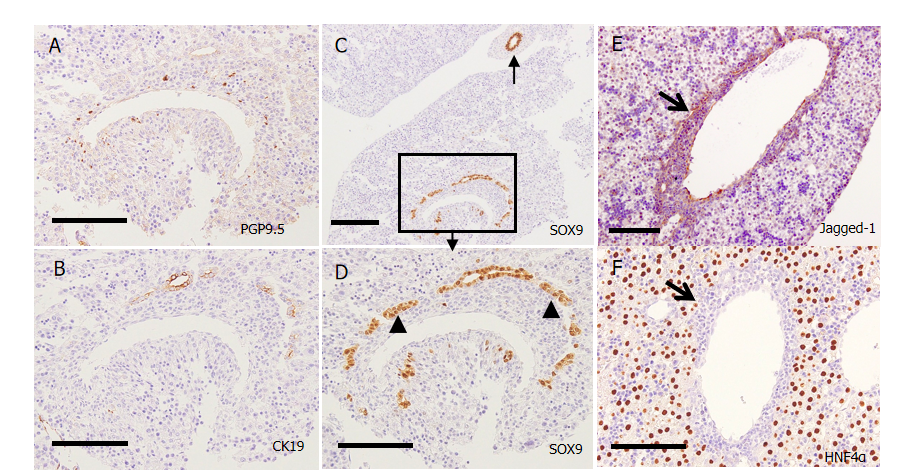 A
PGP9.5
B
CK19
C
SOX9
D
SOX9
E
Jagged-1
F
HNF4α